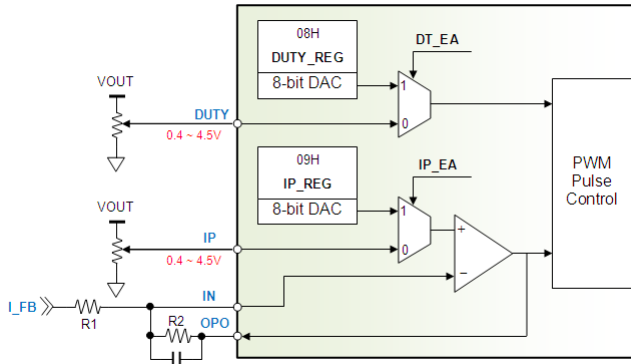 08H
DUTY_REG
8-bit DAC
DT_EA
1
0
VOUT
DUTY
0.4 ~ 4.5V
09H
IP_REG
8-bit DAC
IP_EA
1
0
PWM
Pulse
Control
VOUT
IP
0.4 ~ 4.5V
+
−
I_FB
R1
IN
R2
OPO